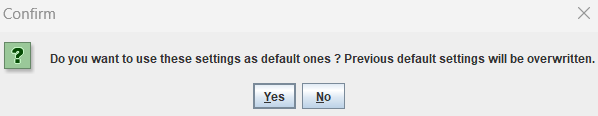 Confirm
Do you want to use these settings as default ones ? Previous default settings will be overwritten.
Yes No